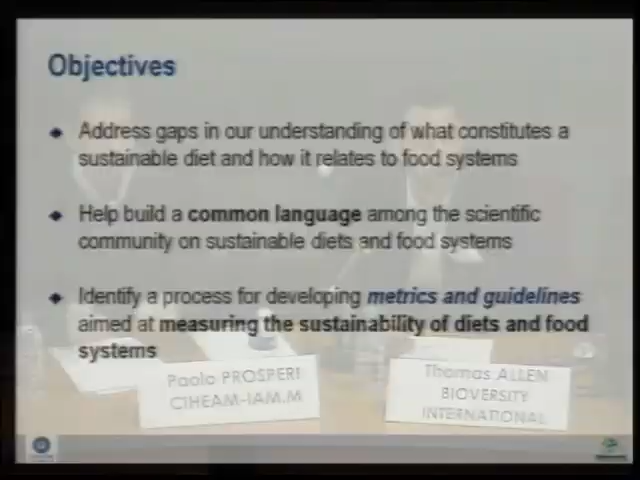 Objectives
Address gaps in our understanding of what constitutes a
sustainable diet and how it relates to food systems
Help build a common language among the scientific
community on sustainable diets and food systems
Identify a process for developing metrics and guidelines
aimed at measuring the sustainability of diets and food
systems
Paolo PROSPERI
CIHEAM-IAM.M
Thomas ALLEN
BIOVERSITY
INTERNATIONAL